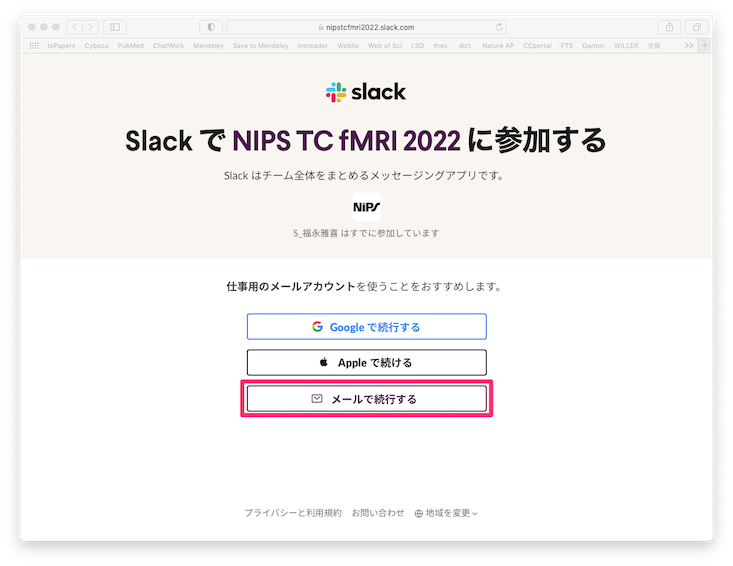 nipstcfmri2022.slack.com
IoPapers Cybozu PubMed ChatWork Mendeley Save to Mendeley Inoreader Weblio Web of Sci LSD thes. dict. Nature AP CCportal FTS Garmin WILLER
slack
Slack で NIPS TC fMRI 2022 に参加する
Slack はチーム全体をまとめるメッセージングアプリです。
NiPS
S_福永雅喜 はすでに参加しています
仕事用のメールアカウントを使うことをおすすめします。
Google で続行する
Apple で続ける
メールで続行する
プライバシーと利用規約 お問い合わせ 地域を変更